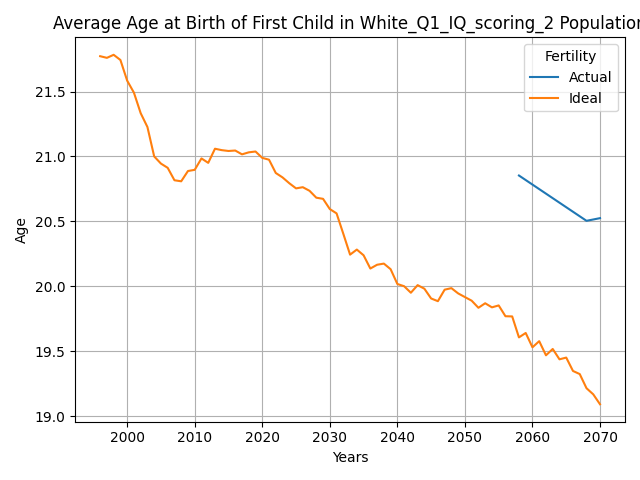 Average Age at Birth of First Child in White_Q1_IQ_scoring_2 Population
Fertility
Actual
Ideal
21.5
21.0
20.5
20.0
19.5
19.0
Age
2000 2010 2020 2030 2040 2050 2060 2070
Years